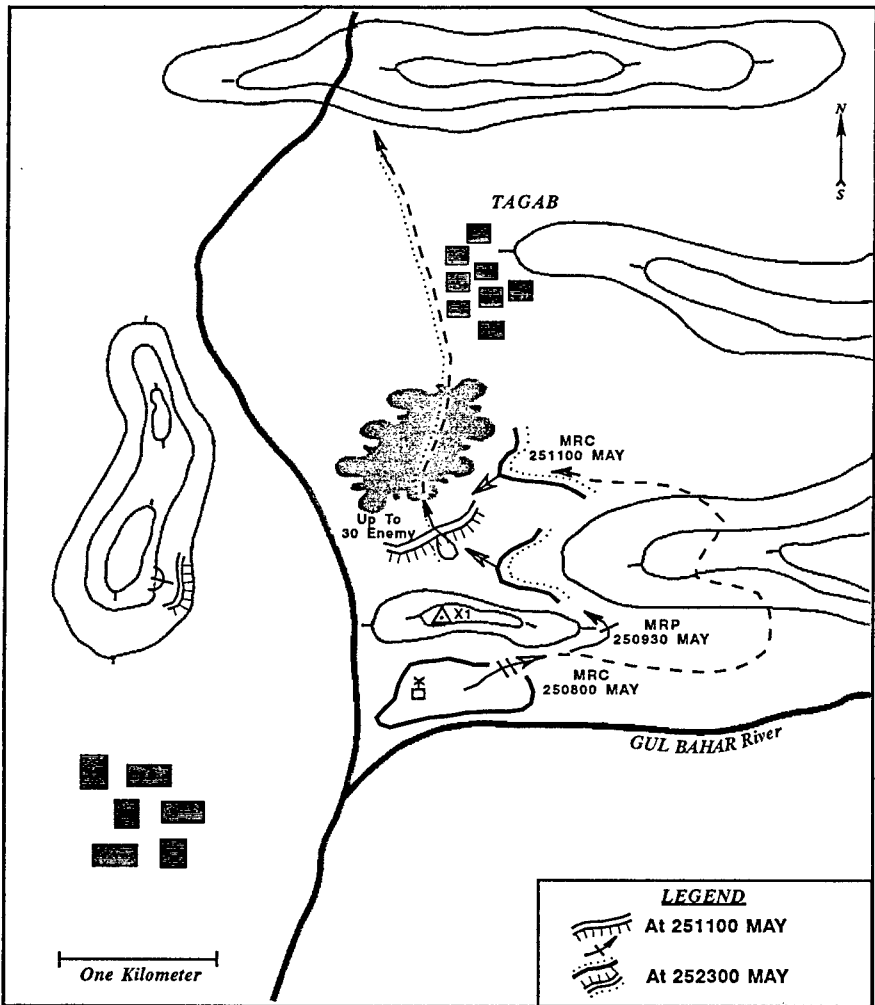 N
S
TAGAB
MRC
251100 MAY
Up To
30 Enemy
X1
MRP
250930 MAY
MRC
250800 MAY
GUL BAHAR River
LEGEND
At 251100 MAY
At 252300 MAY
One Kilometer